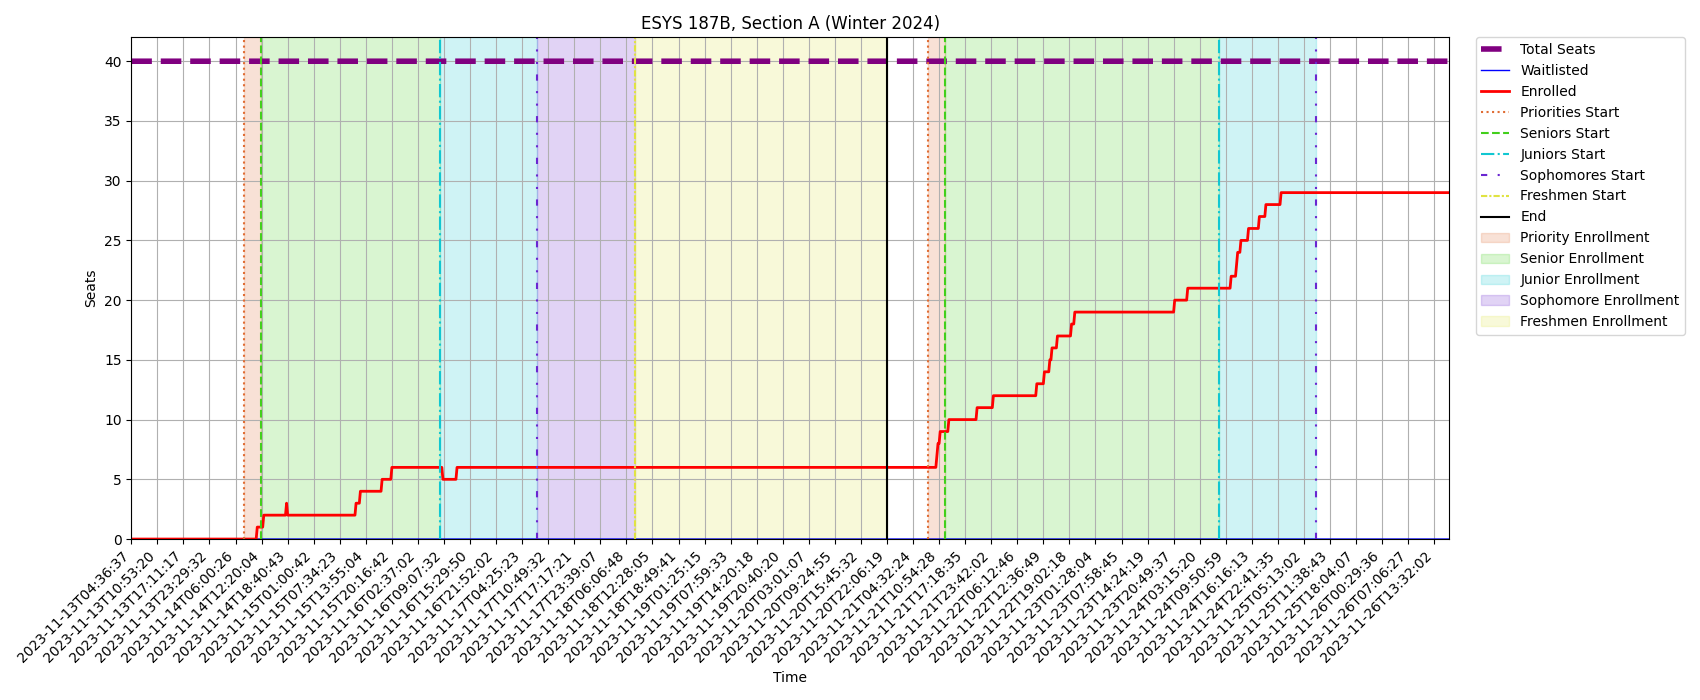 ESYS 187B, Section A (Winter 2024)
Seats
40
35
30
25
20
15
10
5
0
2023-11-13T04:36:37
2023-11-13T10:53:20
2023-11-13T17:11:17
2023-11-13T23:29:32
2023-11-14T06:00:26
2023-11-14T12:20:04
2023-11-14T18:40:43
2023-11-15T01:00:42
2023-11-15T07:34:23
2023-11-15T13:55:04
2023-11-15T20:16:42
2023-11-16T02:37:02
2023-11-16T09:07:32
2023-11-16T15:29:50
2023-11-16T21:52:02
2023-11-17T04:25:23
2023-11-17T10:49:32
2023-11-17T17:17:21
2023-11-17T23:39:07
2023-11-18T06:06:48
2023-11-18T12:28:05
2023-11-18T18:49:41
2023-11-19T01:25:15
2023-11-19T07:59:33
2023-11-19T14:20:18
2023-11-19T20:40:20
2023-11-20T03:01:07
2023-11-20T09:24:55
2023-11-20T15:45:32
2023-11-20T22:06:19
2023-11-21T04:32:24
2023-11-21T10:54:28
2023-11-21T17:18:35
2023-11-21T23:42:02
2023-11-22T06:12:46
2023-11-22T12:36:49
2023-11-22T19:02:18
2023-11-23T01:28:04
2023-11-23T07:58:45
2023-11-23T14:24:19
2023-11-23T20:49:37
2023-11-24T03:15:20
2023-11-24T09:50:59
2023-11-24T16:16:13
2023-11-24T22:41:35
2023-11-25T05:13:02
2023-11-25T11:38:43
2023-11-25T18:04:07
2023-11-26T00:29:36
2023-11-26T07:06:27
2023-11-26T13:32:02
Time
Total Seats
Waitlisted
Enrolled
Priorities Start
Seniors Start
Juniors Start
Sophomores Start
Freshmen Start
End
Priority Enrollment
Senior Enrollment
Junior Enrollment
Sophomore Enrollment
Freshmen Enrollment